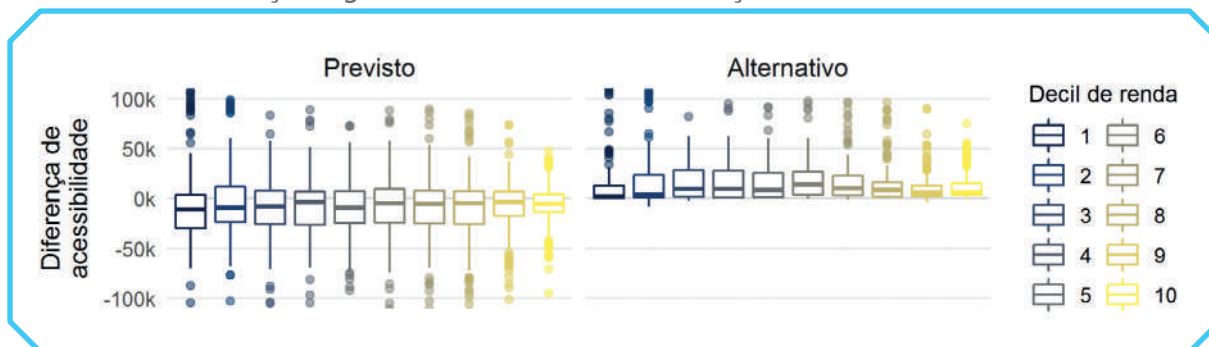 Previsto
Alternativo
Diferença de
acessibilidade
100k
50k
0k
-50k
-100k
Decil de renda
1
2
3
4
5
6
7
8
9
10